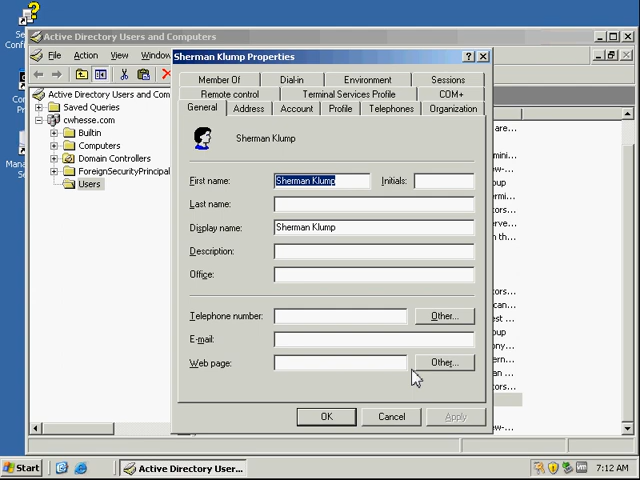 Active Directory Users and Computers
File Action View Window
Sherman Klump Properties
Active Directory Users and Comp
Saved Queries
cwhesse.com
Builtin
Computers
Domain Controllers
ForeignSecurityPrincipal
Users
Member Of Dial-in Environment Sessions
Remote control Terminal Services Profile COM+
General Address Account Profile Telephones Organization
Sherman Klump
First name: Sherman Klump Initials:
Last name:
Display name: Sherman Klump
Description:
Office:
Telephone number: Other...
E-mail:
Web page: Other...
OK Cancel Apply
Start Active Directory User... 7:12 AM